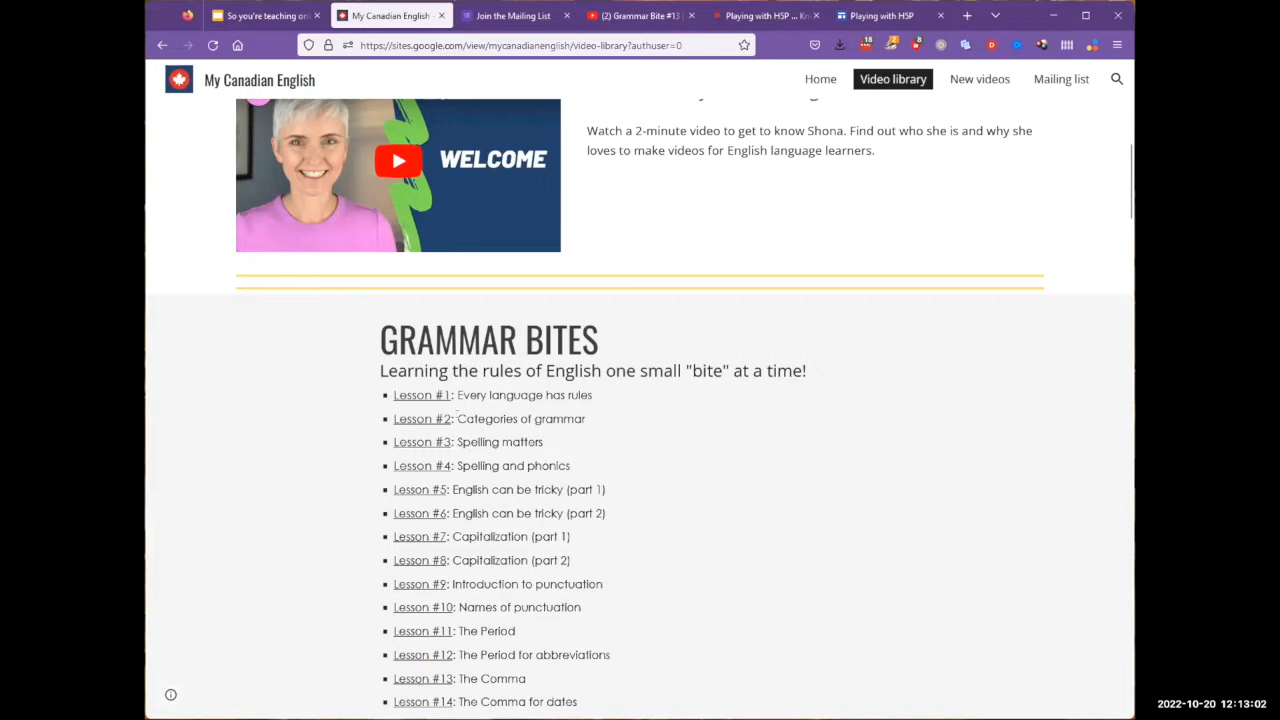 So you're teaching on
My Canadian English
Join the Mailing List
(2) Grammar Bite #13
Playing with H5P ... Kn
Playing with H5P
https://sites.google.com/view/mycanadianenglish/video-library?authuser=0
My Canadian English
Home
Video library
New videos
Mailing list
WELCOME
Watch a 2-minute video to get to know Shona. Find out who she is and why she
loves to make videos for English language learners.
GRAMMAR BITES
Learning the rules of English one small "bite" at a time!
Lesson #1: Every language has rules
Lesson #2: Categories of grammar
Lesson #3: Spelling matters
Lesson #4: Spelling and phonics
Lesson #5: English can be tricky (part 1)
Lesson #6: English can be tricky (part 2)
Lesson #7: Capitalization (part 1)
Lesson #8: Capitalization (part 2)
Lesson #9: Introduction to punctuation
Lesson #10: Names of punctuation
Lesson #11: The Period
Lesson #12: The Period for abbreviations
Lesson #13: The Comma
Lesson #14: The Comma for dates
2022-10-20 12:13:02